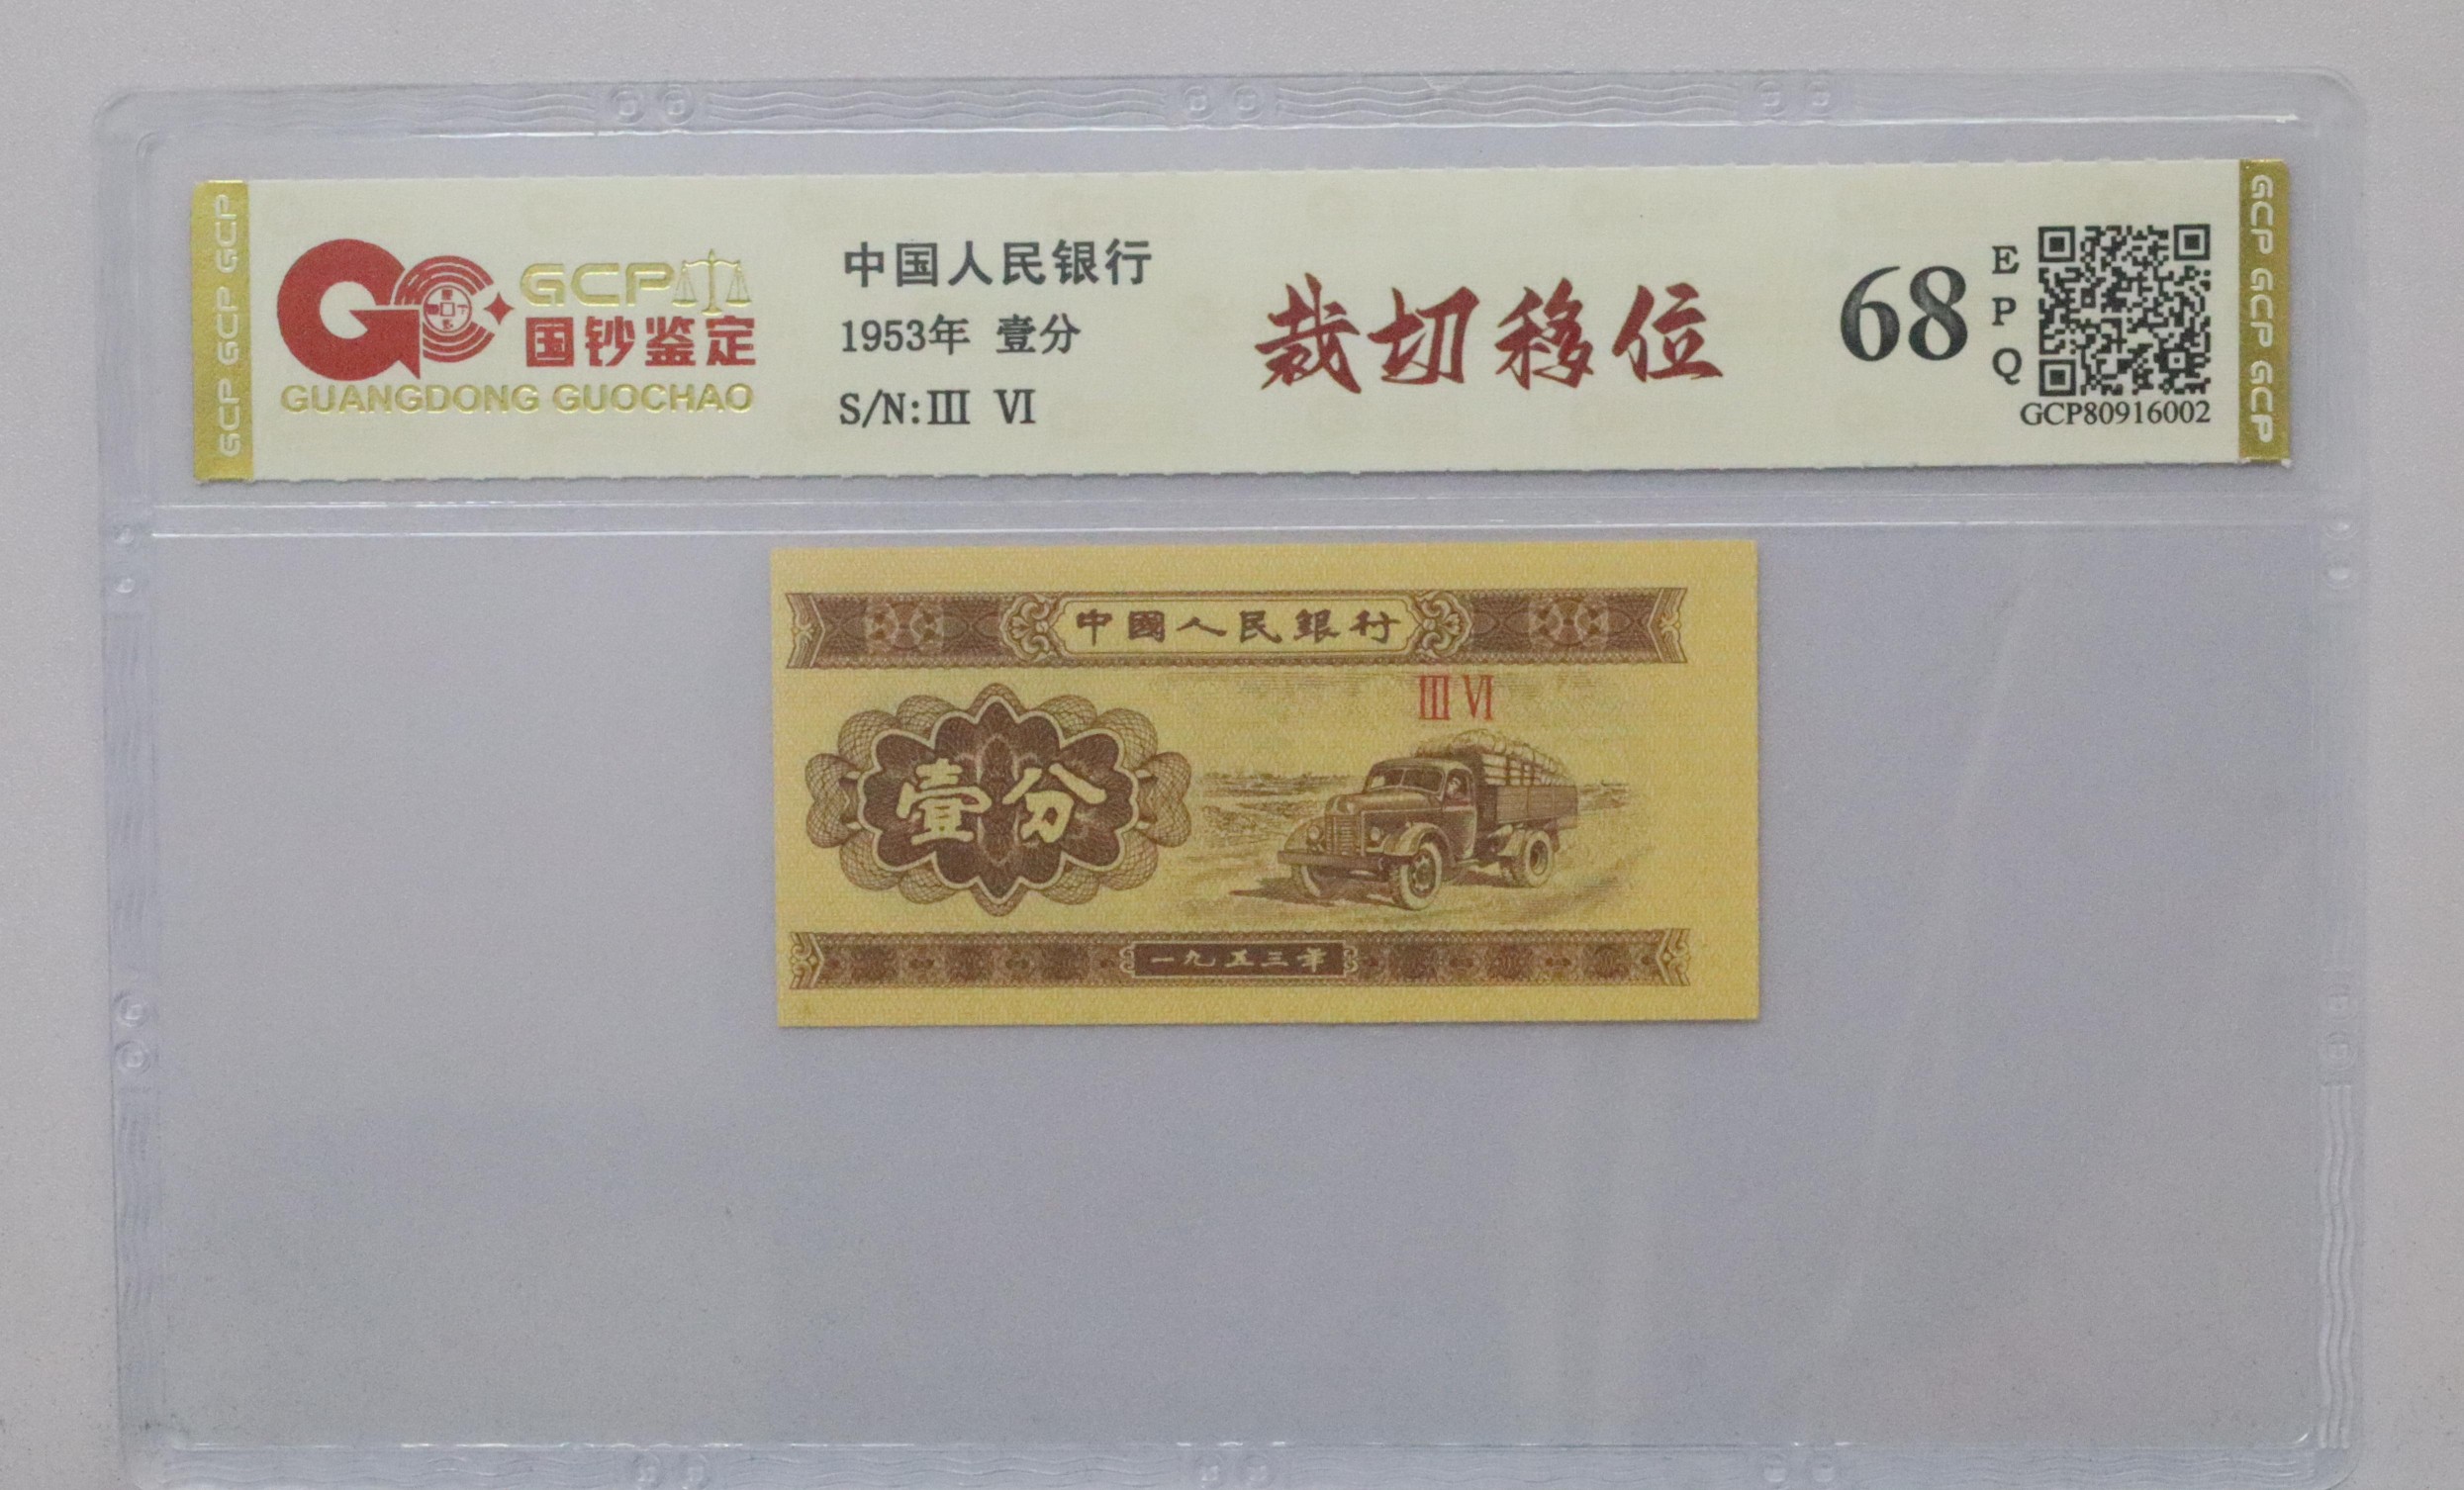 GCP GCP GCP
GCP
国钞鉴定
GUANGDONG GUOCHAO
中国人民银行
1953年 壹分
S/N:III VI
裁切移位
68
E
P
Q
GCP80916002
GCP GCP GCP
中國人民銀行
III VI
壹分
一九五三年